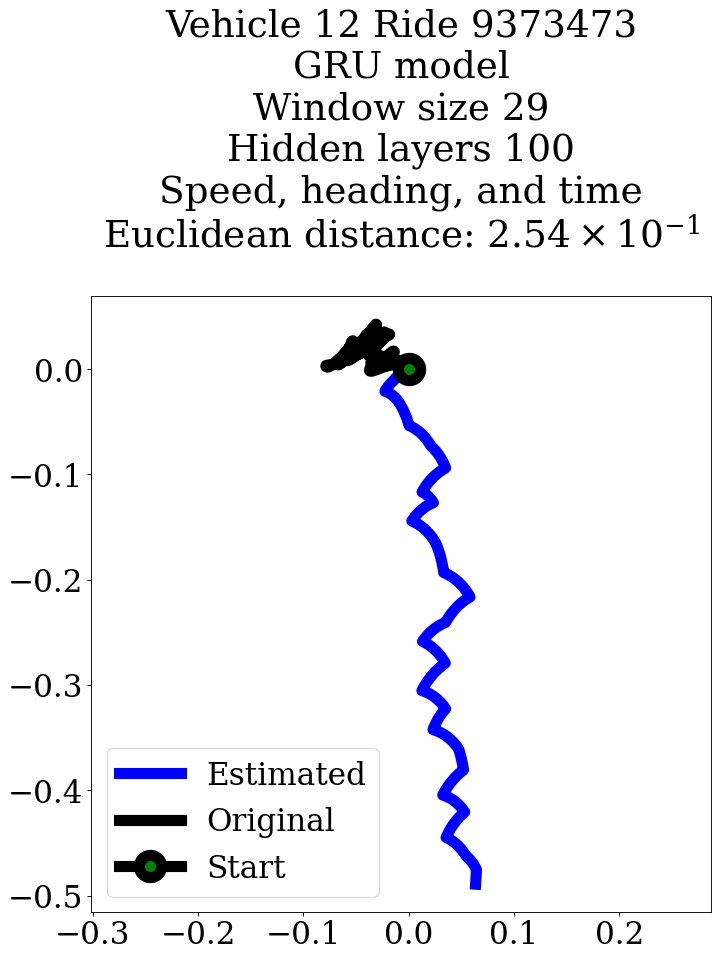 Vehicle 12 Ride 9373473
GRU model
Window size 29
Hidden layers 100
Speed, heading, and time
Euclidean distance: 2.54 × 10⁻¹
0.0
−0.1
−0.2
−0.3
−0.4
−0.5
Estimated
Original
Start
−0.3 −0.2 −0.1 0.0 0.1 0.2